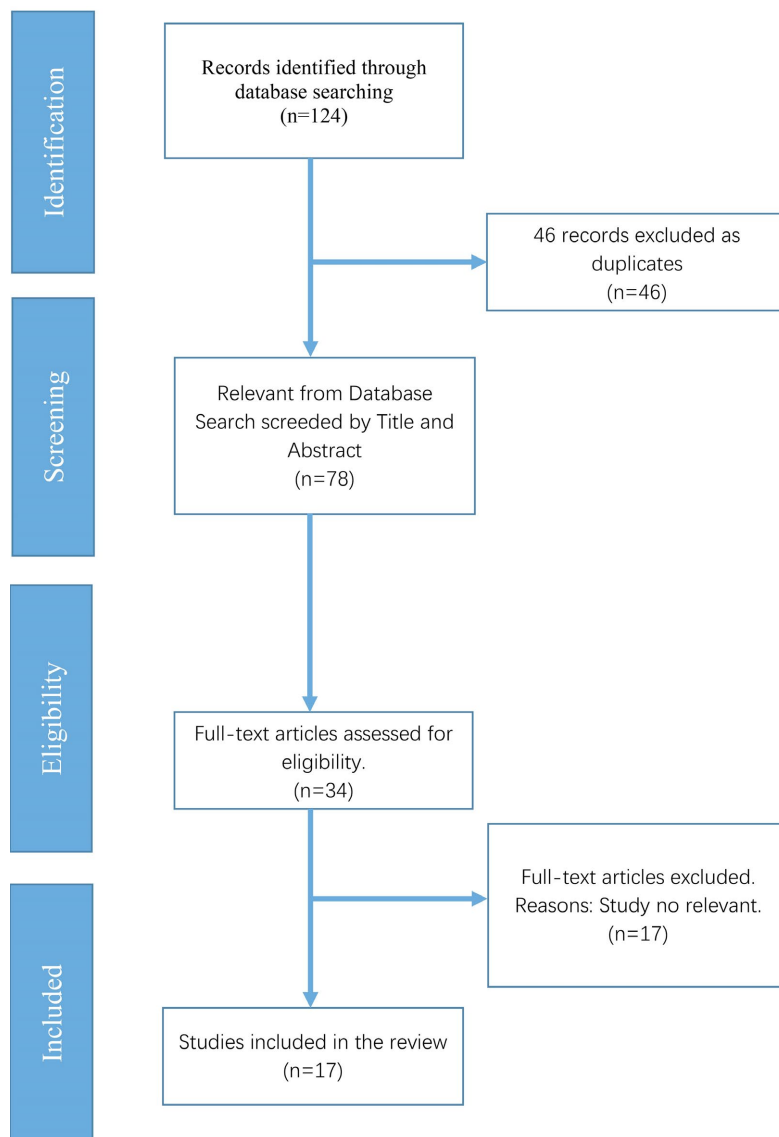 Identification
Records identified through
database searching
(n=124)
46 records excluded as
duplicates
(n=46)
Screening
Relevant from Database
Search screeded by Title and
Abstract
(n=78)
Eligibility
Full-text articles assessed for
eligibility.
(n=34)
Full-text articles excluded.
Reasons: Study no relevant.
(n=17)
Included
Studies included in the review
(n=17)